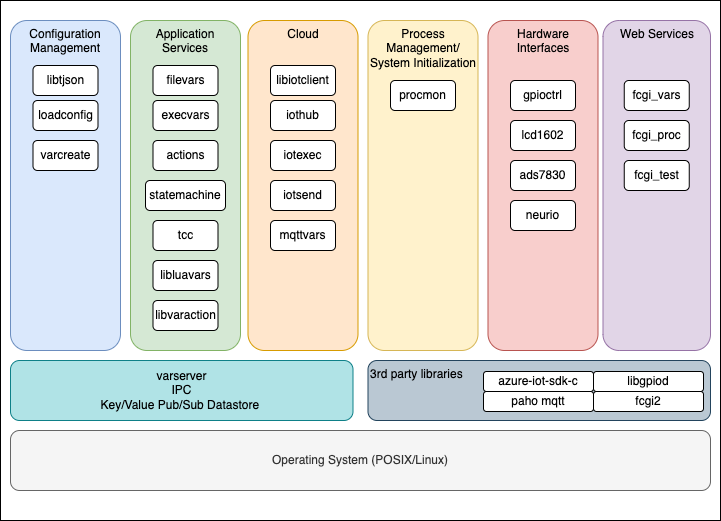 Configuration
Management
libtjson
loadconfig
varcreate
Application
Services
filevars
execvars
actions
statemachine
tcc
libluavars
libvaraction
Cloud
libiotclient
iothub
iotexec
iotsend
mqttvars
Process
Management/
System Initialization
procmon
Hardware
Interfaces
gpioctrl
lcd1602
ads7830
neurio
Web Services
fcgi_vars
fcgi_proc
fcgi_test
varserver
IPC
Key/Value Pub/Sub Datastore
3rd party libraries
azure-iot-sdk-c
libgpiod
paho mqtt
fcgi2
Operating System (POSIX/Linux)